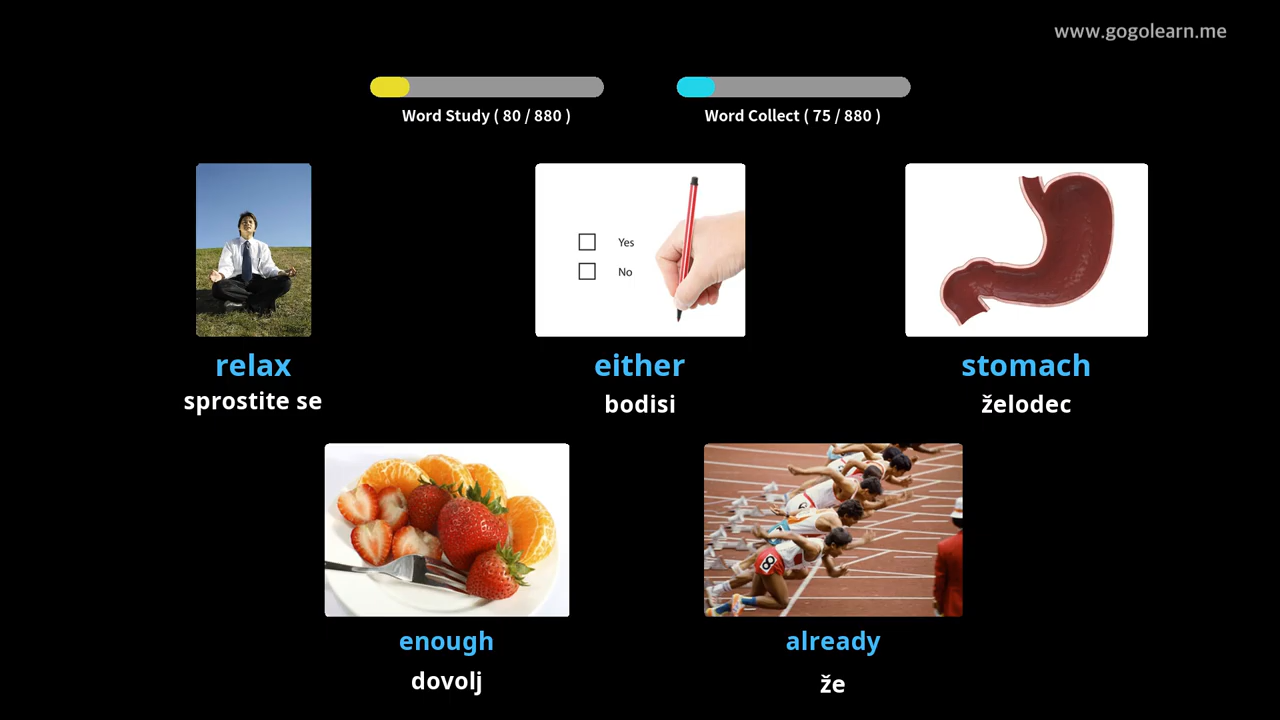 www.gogolearn.me
Word Study ( 80 / 880 )
Word Collect ( 75 / 880 )
Yes
No
relax
sprostite se
either
bodisi
stomach
želodec
enough
dovolj
already
že
8